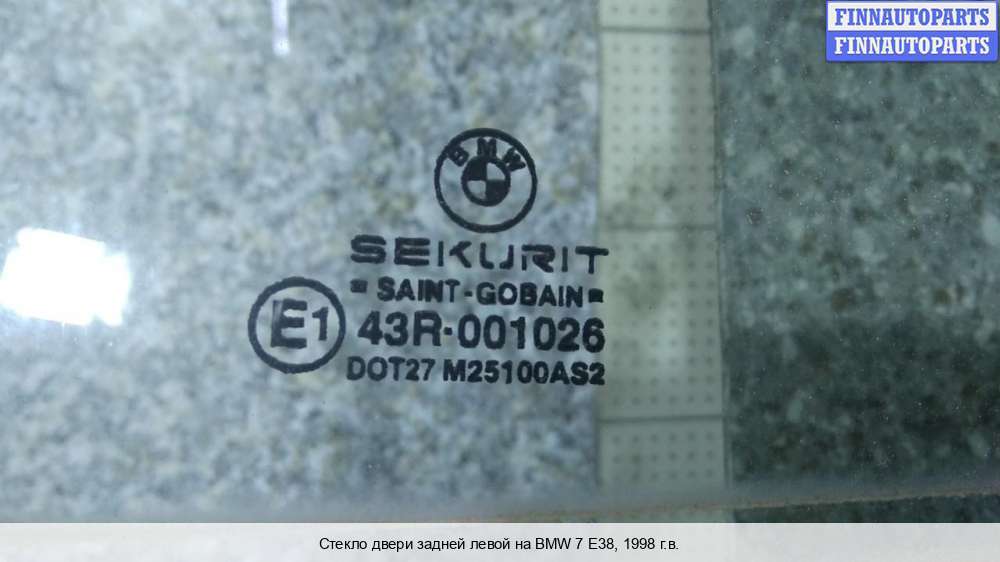 FINNAUTOPARTS
FINNAUTOPARTS
BMW
SEKURIT
SAINT-GOBAIN
E1
43R-001026
DOT27 M25100AS2
Стекло двери задней левой на BMW 7 E38, 1998 г.в.